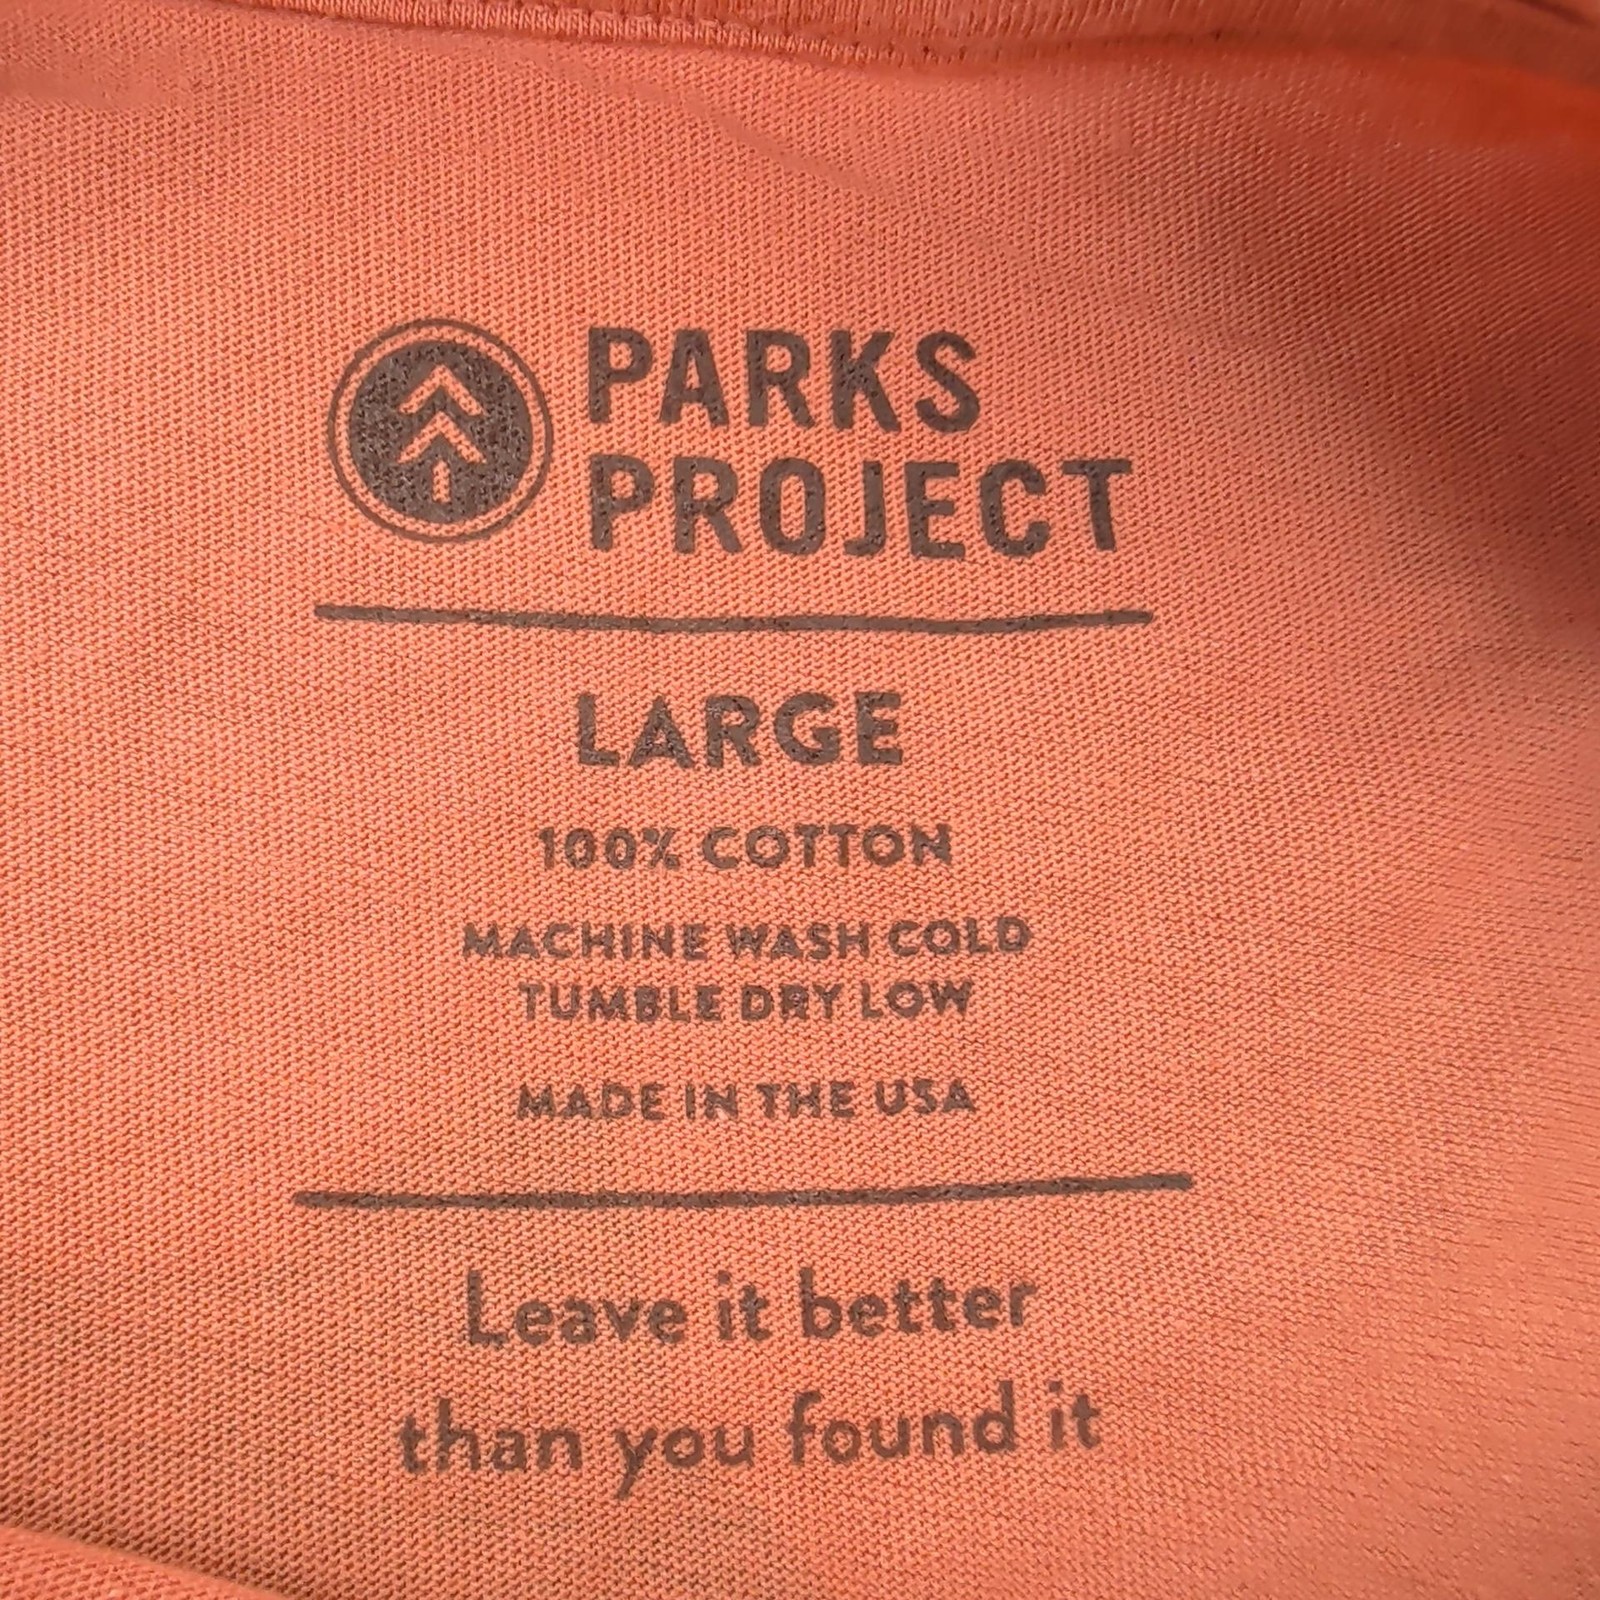 PARKS
PROJECT
LARGE
100% COTTON
MACHINE WASH COLD
TUMBLE DRY LOW
MADE IN THE USA
Leave it better
than you found it